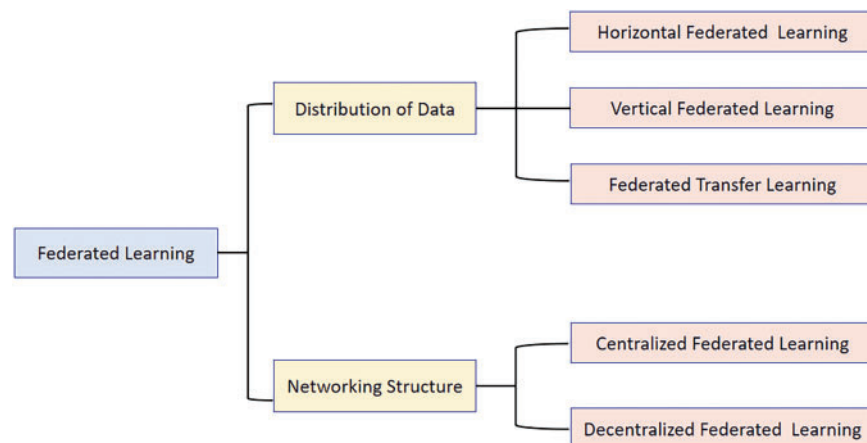 Horizontal Federated Learning
Distribution of Data
Vertical Federated Learning
Federated Transfer Learning
Federated Learning
Centralized Federated Learning
Networking Structure
Decentralized Federated Learning